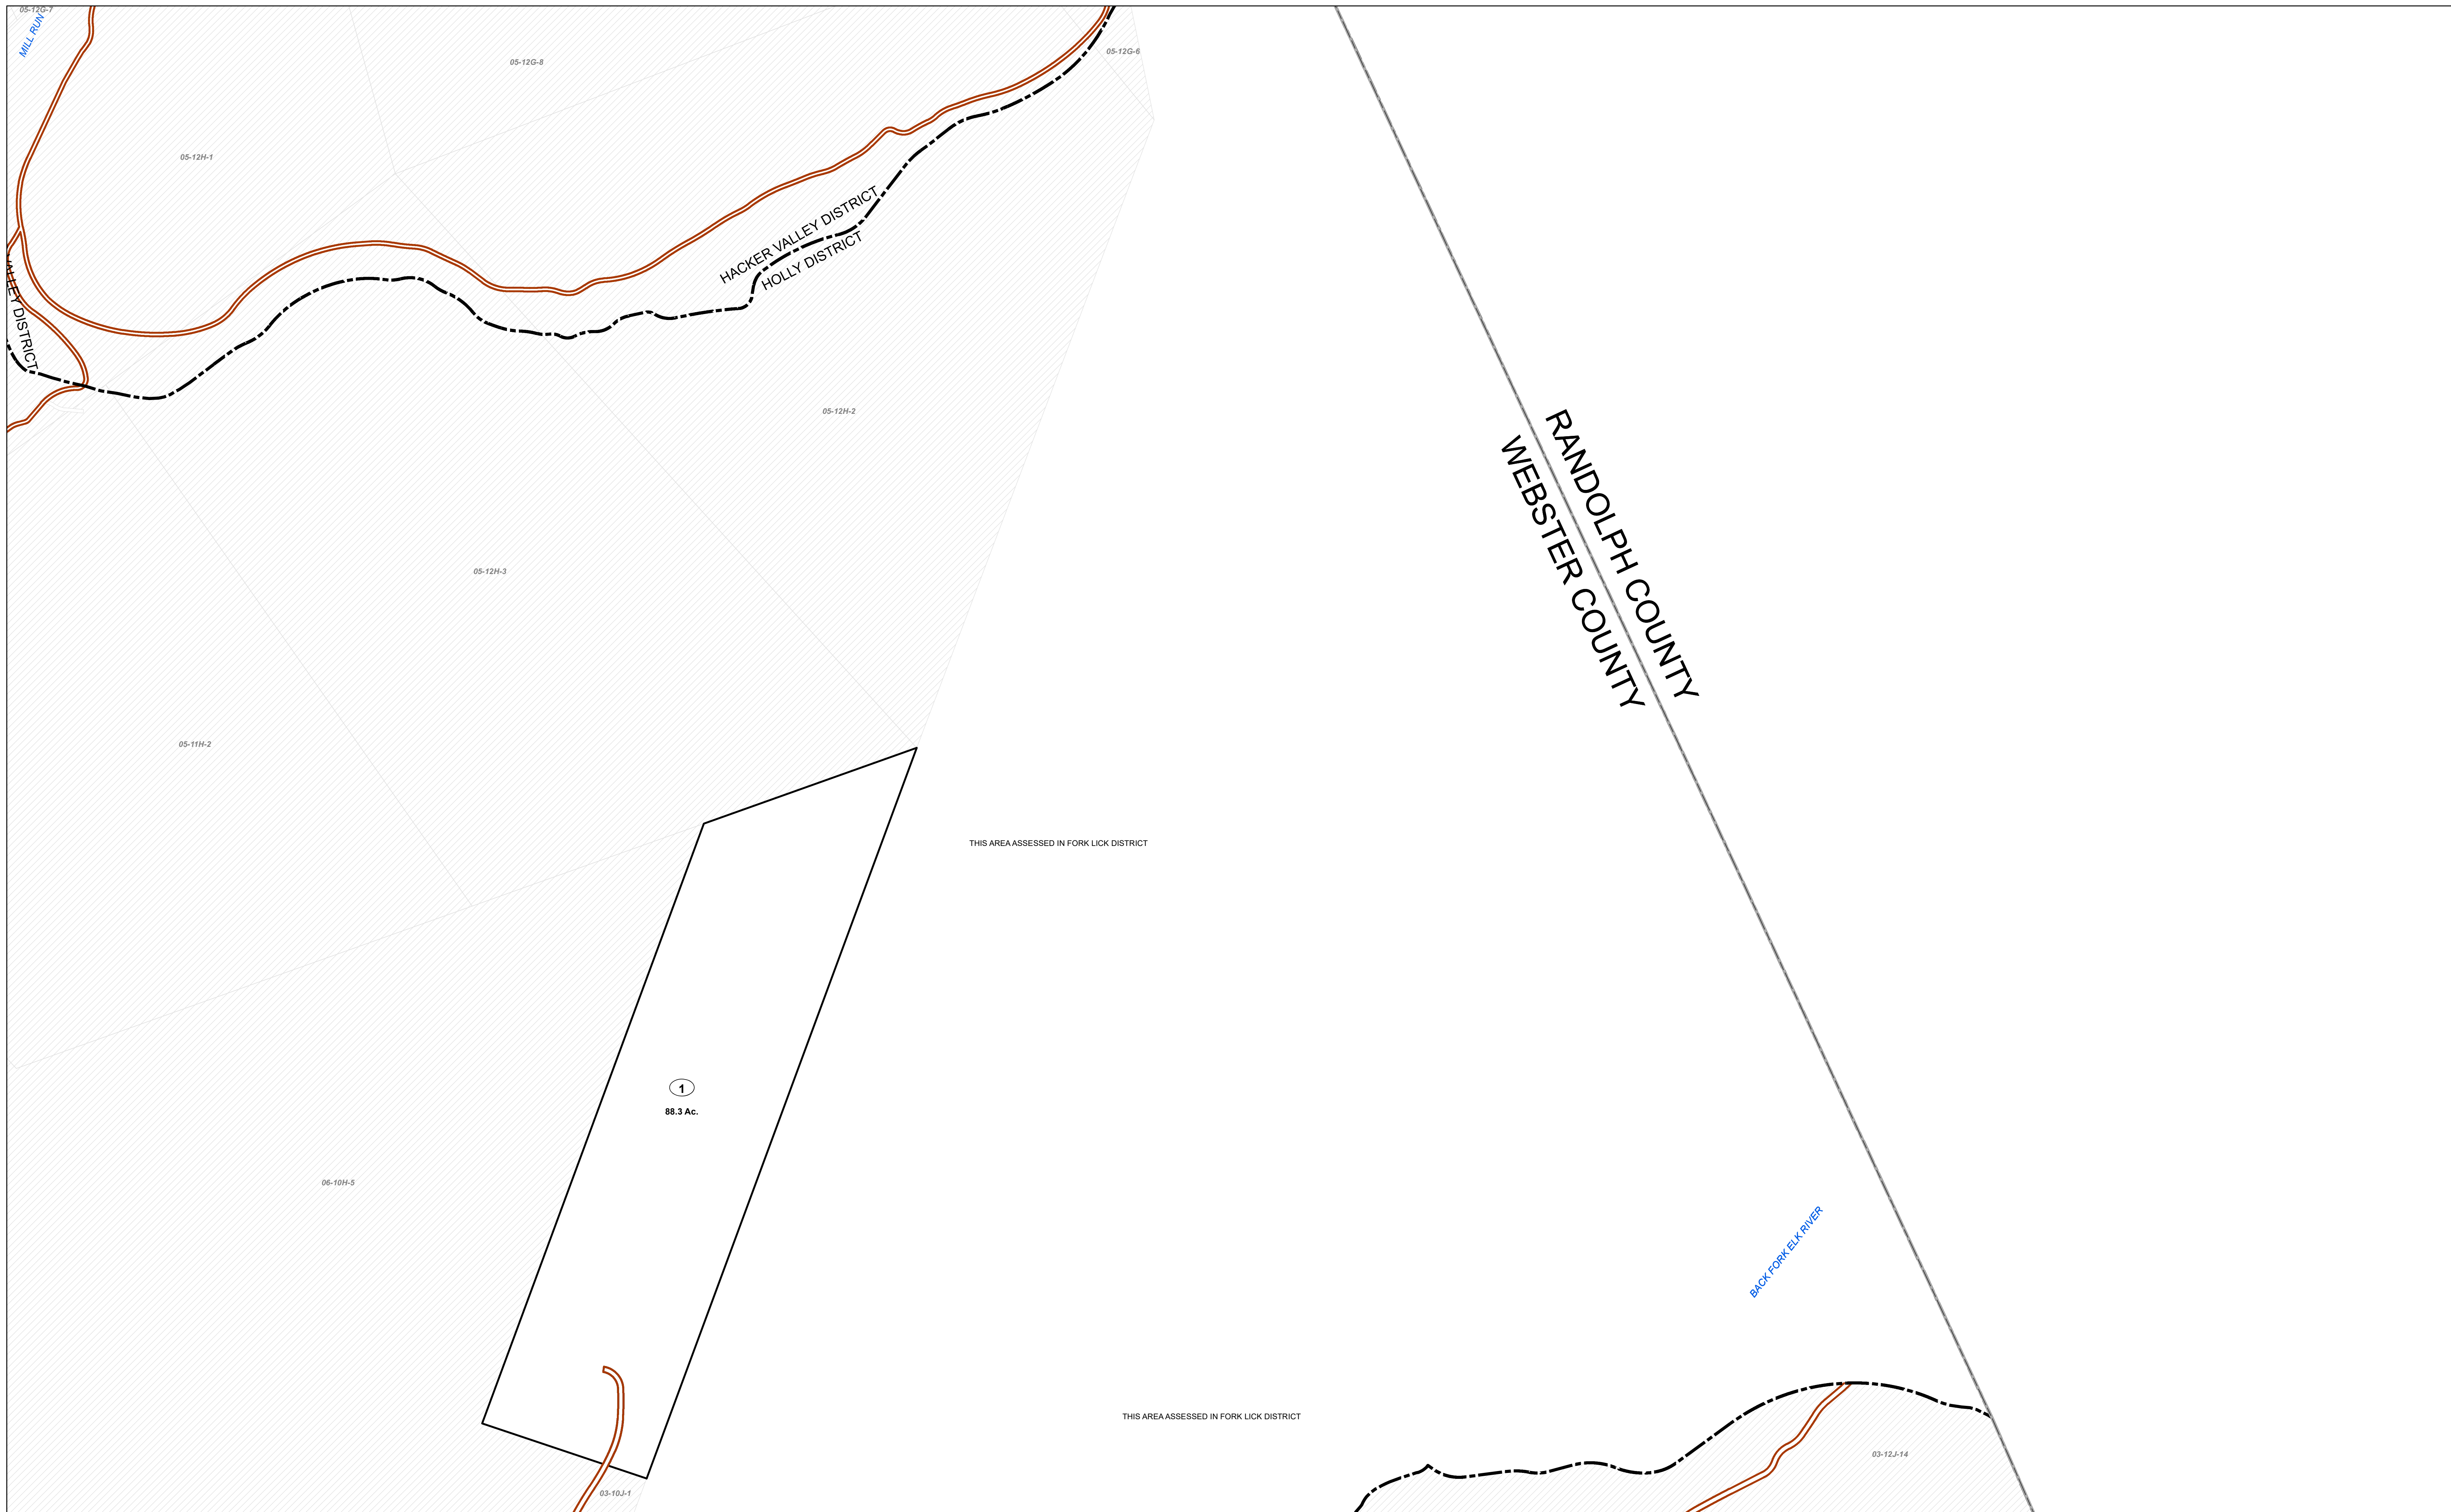 05-12G-7
MILL RUN
05-12G-8
05-12G-6
05-12H-1
HACKER VALLEY DISTRICT
HOLLY DISTRICT
VALLEY DISTRICT
05-12H-2
RANDOLPH COUNTY
WEBSTER COUNTY
05-12H-3
05-11H-2
THIS AREA ASSESSED IN FORK LICK DISTRICT
1
88.3 Ac.
06-10H-5
BACK FORK ELK RIVER
THIS AREA ASSESSED IN FORK LICK DISTRICT
03-12J-14
03-10J-1